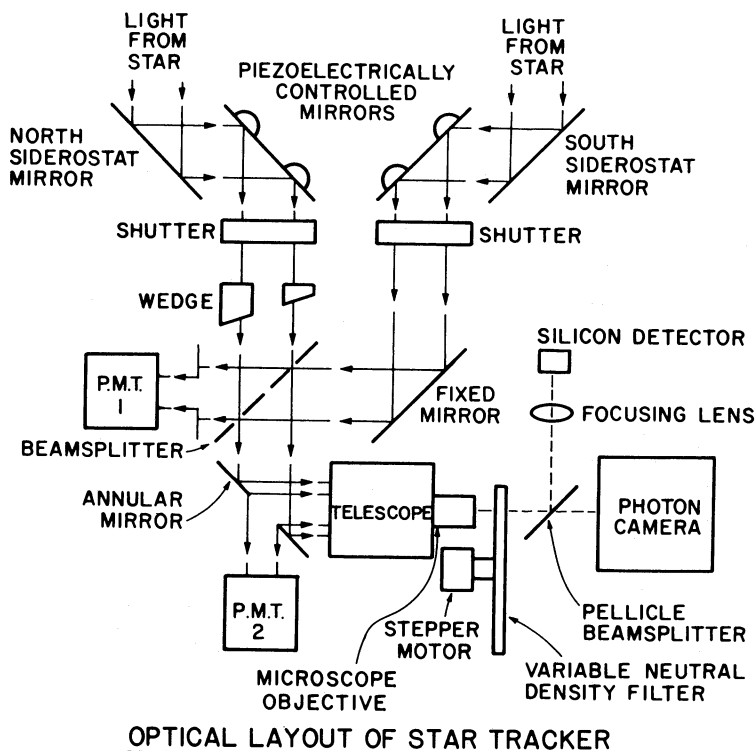 LIGHT
FROM
STAR
LIGHT
FROM
STAR
PIEZOELECTRICALLY
CONTROLLED
MIRRORS
NORTH
SIDEROSTAT
MIRROR
SOUTH
SIDEROSTAT
MIRROR
SHUTTER
SHUTTER
WEDGE
SILICON DETECTOR
P.M.T.
1
FIXED
MIRROR
FOCUSING LENS
BEAMSPLITTER
ANNULAR
MIRROR
TELESCOPE
PHOTON
CAMERA
P.M.T.
2
STEPPER
MOTOR
PELLICLE
BEAMSPLITTER
MICROSCOPE
OBJECTIVE
VARIABLE NEUTRAL
DENSITY FILTER
OPTICAL LAYOUT OF STAR TRACKER